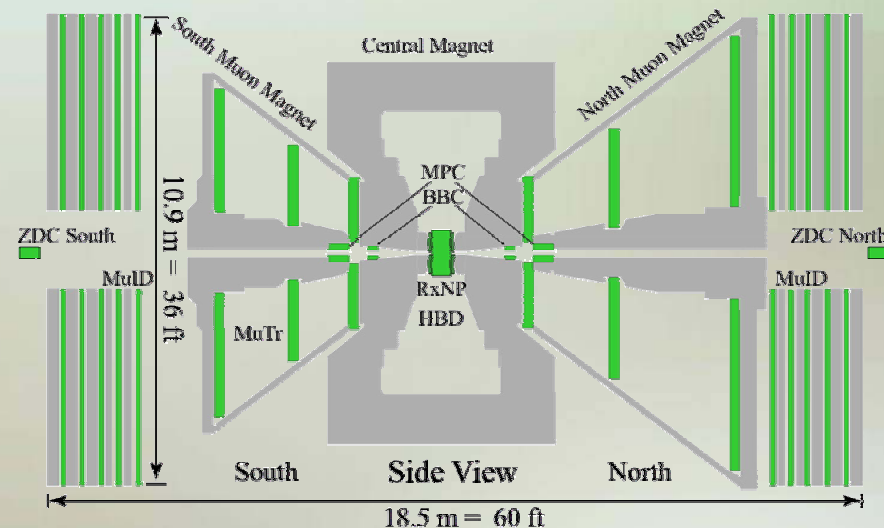 South Muon Magnet
Central Magnet
North Muon Magnet
MPC
BBC
10.9 m = 36 ft
ZDC South
ZDC North
MuID
MuID
RxNP
HBD
MuTr
South
Side View
North
18.5 m = 60 ft